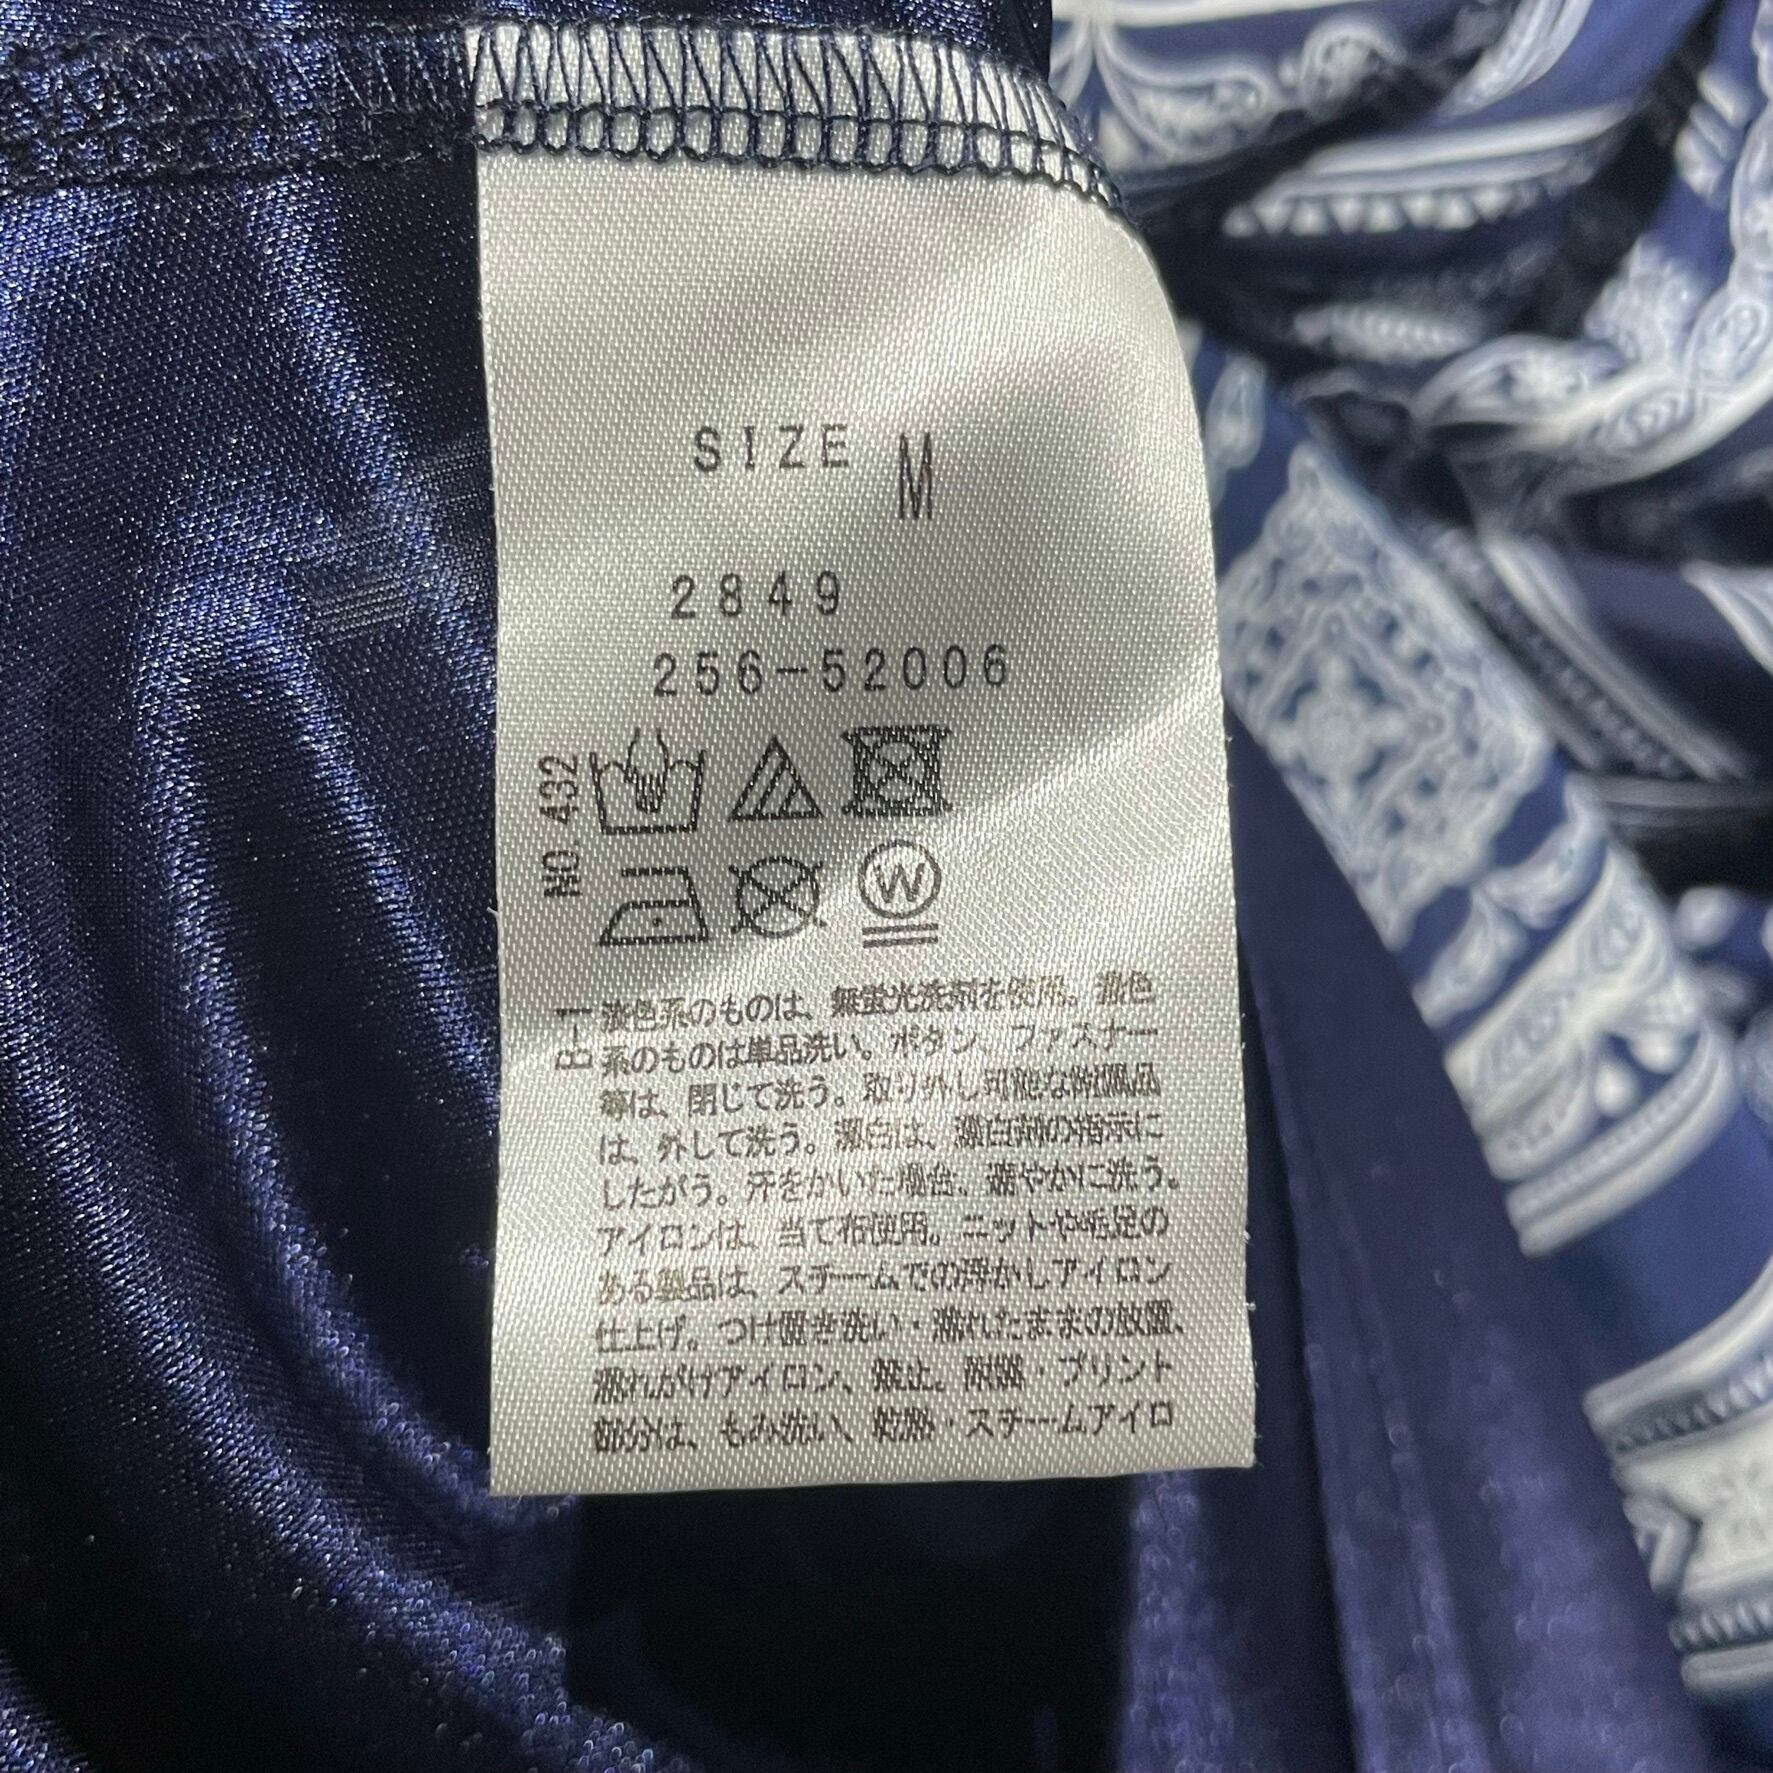 SIZE M
2849
256-52006
NO.432
W
B-1
淡色系のものは、無蛍光洗剤を使用。濃色
系のものは単品洗い。ボタン、ファスナー
等は、閉じて洗う。取り外し可能な附属品
は、外して洗う。漂白は、漂白剤の指示に
したがう。汗をかいた場合、速やかに洗う。
アイロンは、当て布使用。ニットや毛足の
ある製品は、スチームでの浮かしアイロン
仕上げ。つけ置き洗い・濡れたままの放置、
濡れがけアイロン、禁止。附属・プリント
部分は、もみ洗い、乾熱・スチームアイロ